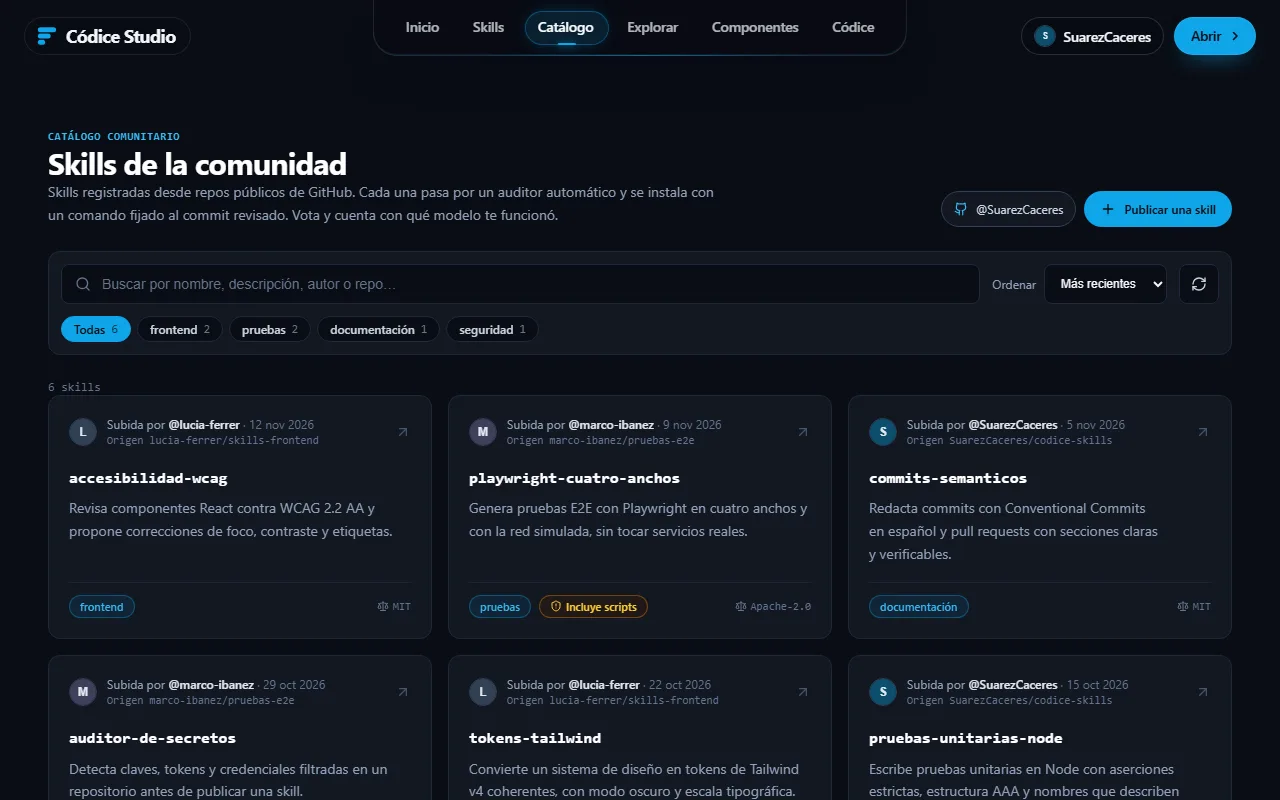 Códice Studio
Inicio
Skills
Catálogo
Explorar
Componentes
Códice
S
SuarezCaceres
Abrir
CATÁLOGO COMUNITARIO
Skills de la comunidad
Skills registradas desde repos públicos de GitHub. Cada una pasa por un auditor automático y se instala con
un comando fijado al commit revisado. Vota y cuenta con qué modelo te funcionó.
@SuarezCaceres
Publicar una skill
Buscar por nombre, descripción, autor o repo…
Ordenar
Más recientes
Todas 6
frontend 2
pruebas 2
documentación 1
seguridad 1
6 skills
L
Subida por @lucia-ferrer · 12 nov 2026
Origen lucia-ferrer/skills-frontend
accesibilidad-wcag
Revisa componentes React contra WCAG 2.2 AA y
propone correcciones de foco, contraste y etiquetas.
frontend
MIT
M
Subida por @marco-ibanez · 9 nov 2026
Origen marco-ibanez/pruebas-e2e
playwright-cuatro-anchos
Genera pruebas E2E con Playwright en cuatro anchos y
con la red simulada, sin tocar servicios reales.
pruebas
Incluye scripts
Apache-2.0
S
Subida por @SuarezCaceres · 5 nov 2026
Origen SuarezCaceres/codice-skills
commits-semanticos
Redacta commits con Conventional Commits
en español y pull requests con secciones claras
y verificables.
documentación
MIT
M
Subida por @marco-ibanez · 29 oct 2026
Origen marco-ibanez/pruebas-e2e
auditor-de-secretos
Detecta claves, tokens y credenciales filtradas en un
repositorio antes de publicar una skill.
L
Subida por @lucia-ferrer · 22 oct 2026
Origen lucia-ferrer/skills-frontend
tokens-tailwind
Convierte un sistema de diseño en tokens de Tailwind
v4 coherentes, con modo oscuro y escala tipográfica.
S
Subida por @SuarezCaceres · 15 oct 2026
Origen SuarezCaceres/codice-skills
pruebas-unitarias-node
Escribe pruebas unitarias en Node con aserciones
estrictas, estructura AAA y nombres que describen